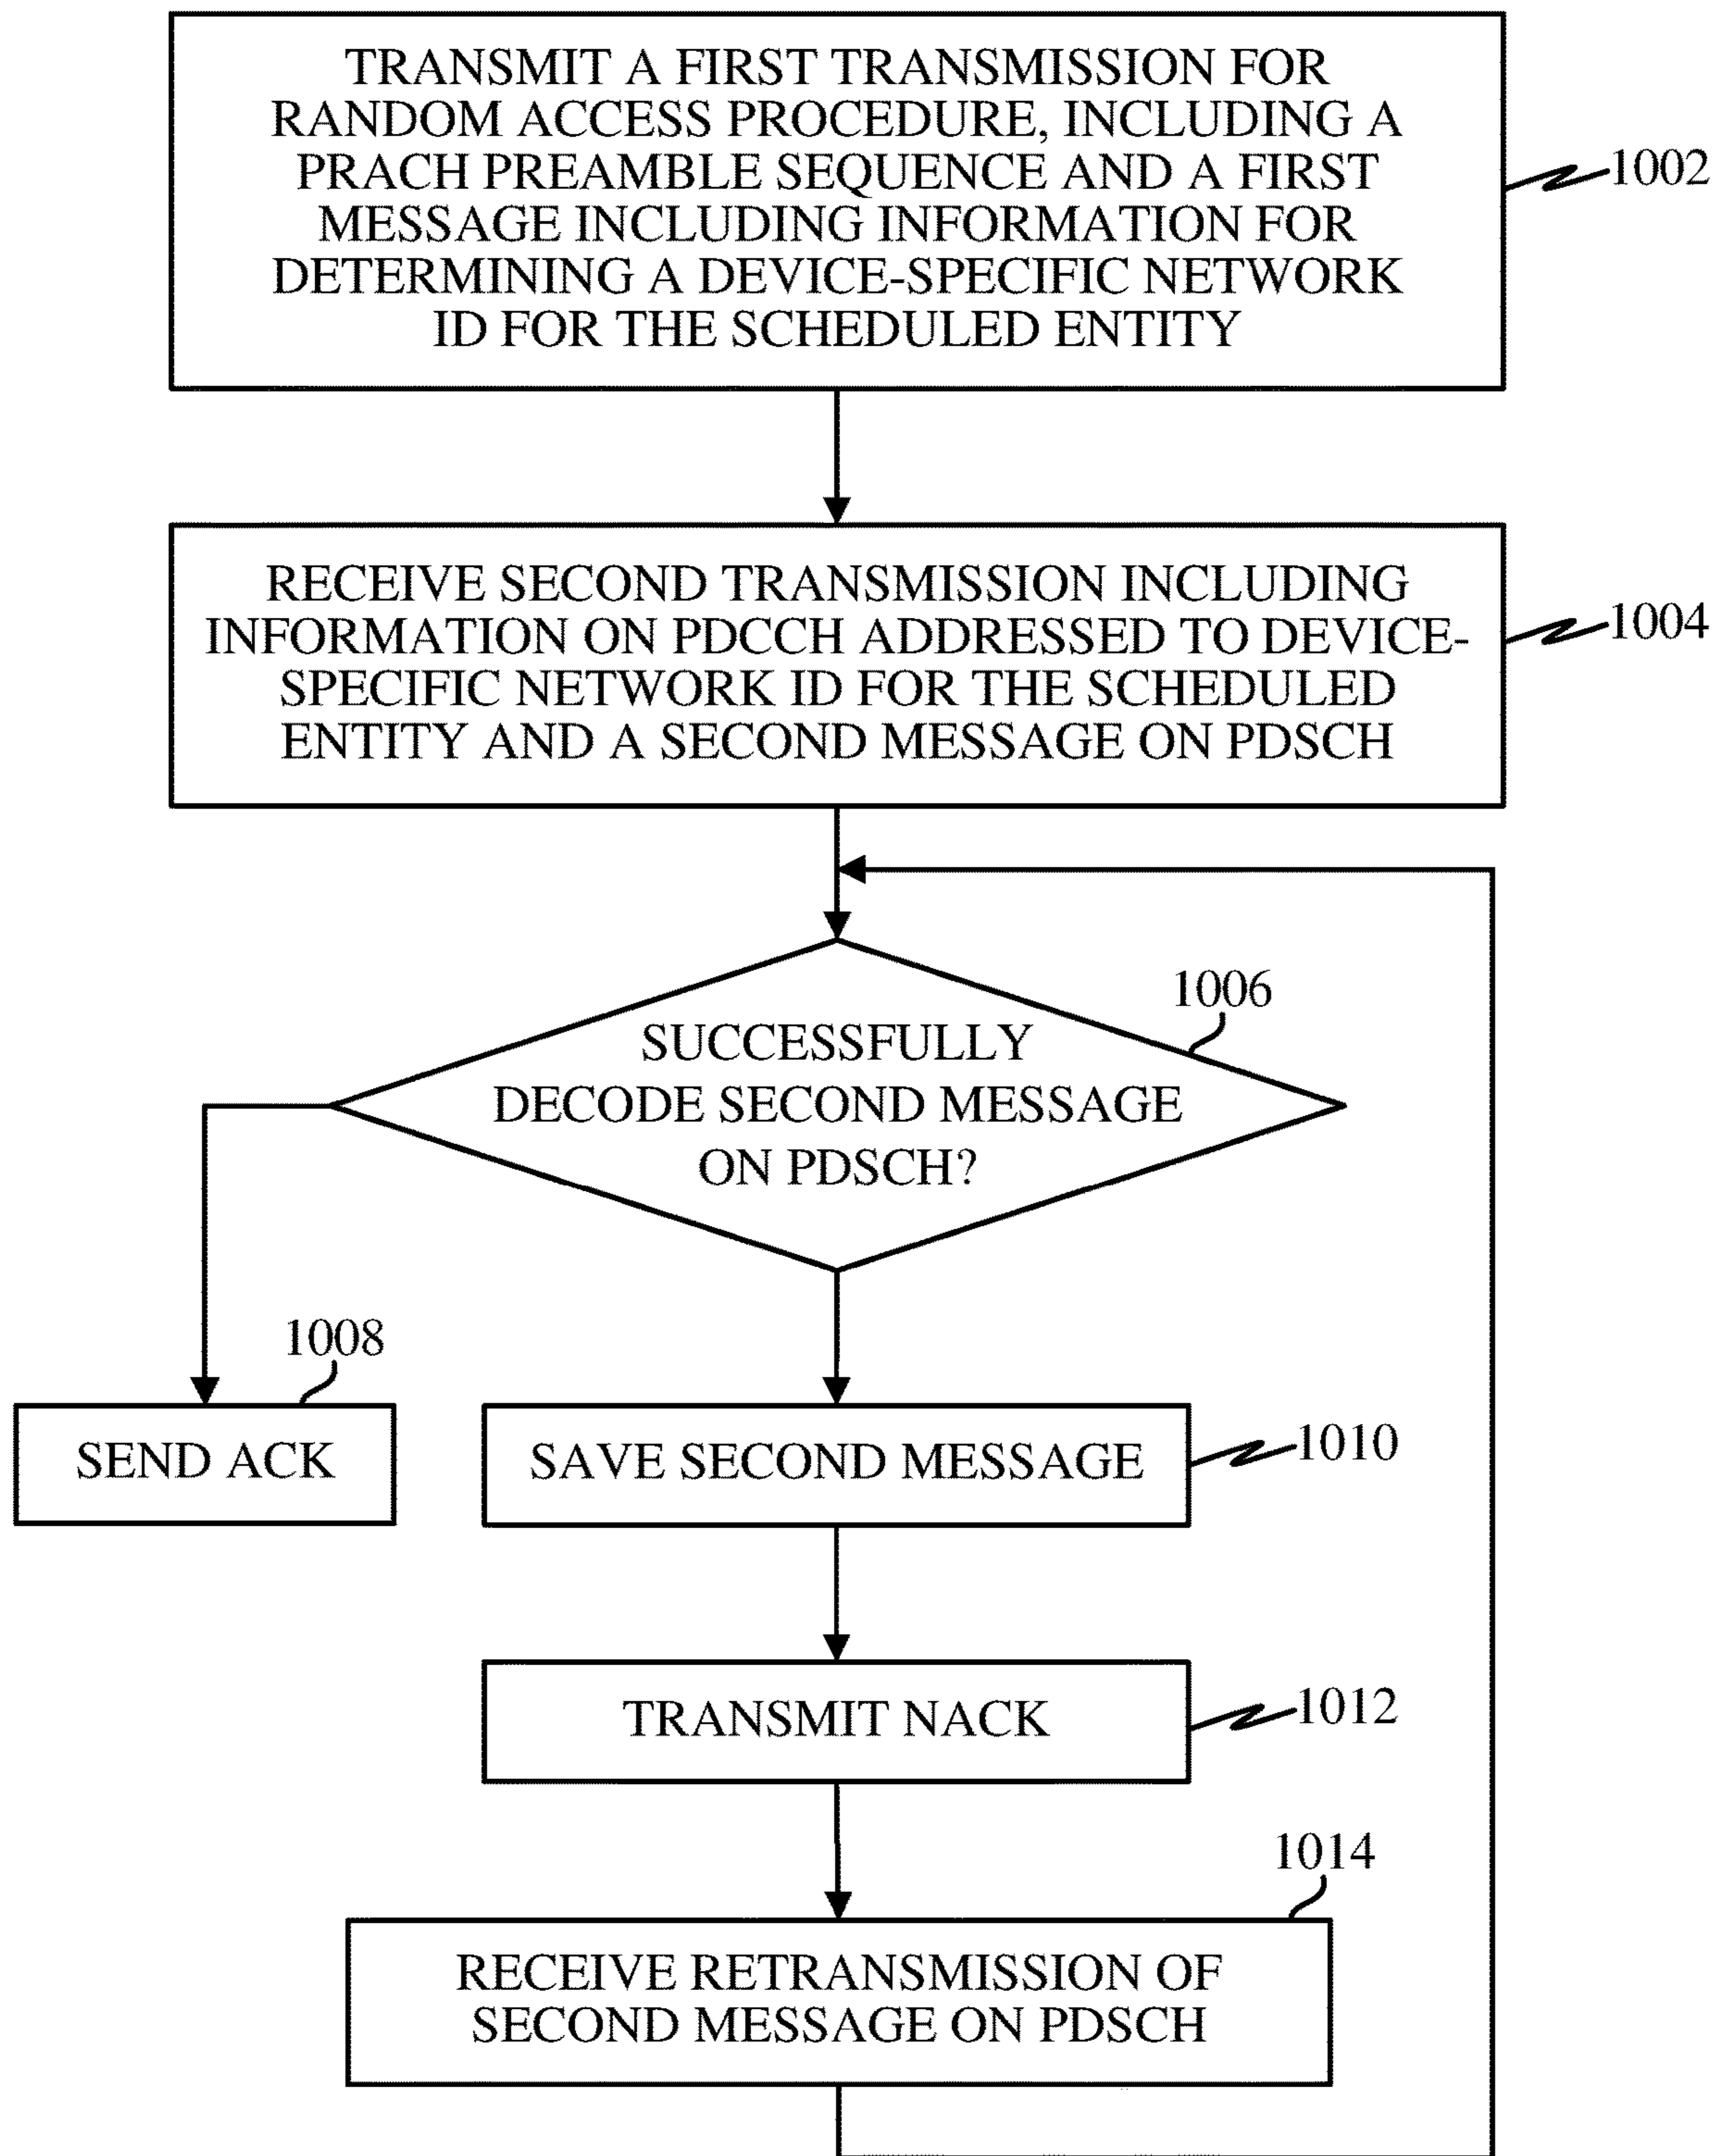 TRANSMIT A FIRST TRANSMISSION FOR
RANDOM ACCESS PROCEDURE, INCLUDING A
PRACH PREAMBLE SEQUENCE AND A FIRST
MESSAGE INCLUDING INFORMATION FOR
DETERMINING A DEVICE-SPECIFIC NETWORK
ID FOR THE SCHEDULED ENTITY
1002
RECEIVE SECOND TRANSMISSION INCLUDING
INFORMATION ON PDCCH ADDRESSED TO DEVICE-
SPECIFIC NETWORK ID FOR THE SCHEDULED
ENTITY AND A SECOND MESSAGE ON PDSCH
1004
1006
SUCCESSFULLY
DECODE SECOND MESSAGE
ON PDSCH?
1008
SEND ACK
SAVE SECOND MESSAGE
1010
TRANSMIT NACK
1012
1014
RECEIVE RETRANSMISSION OF
SECOND MESSAGE ON PDSCH